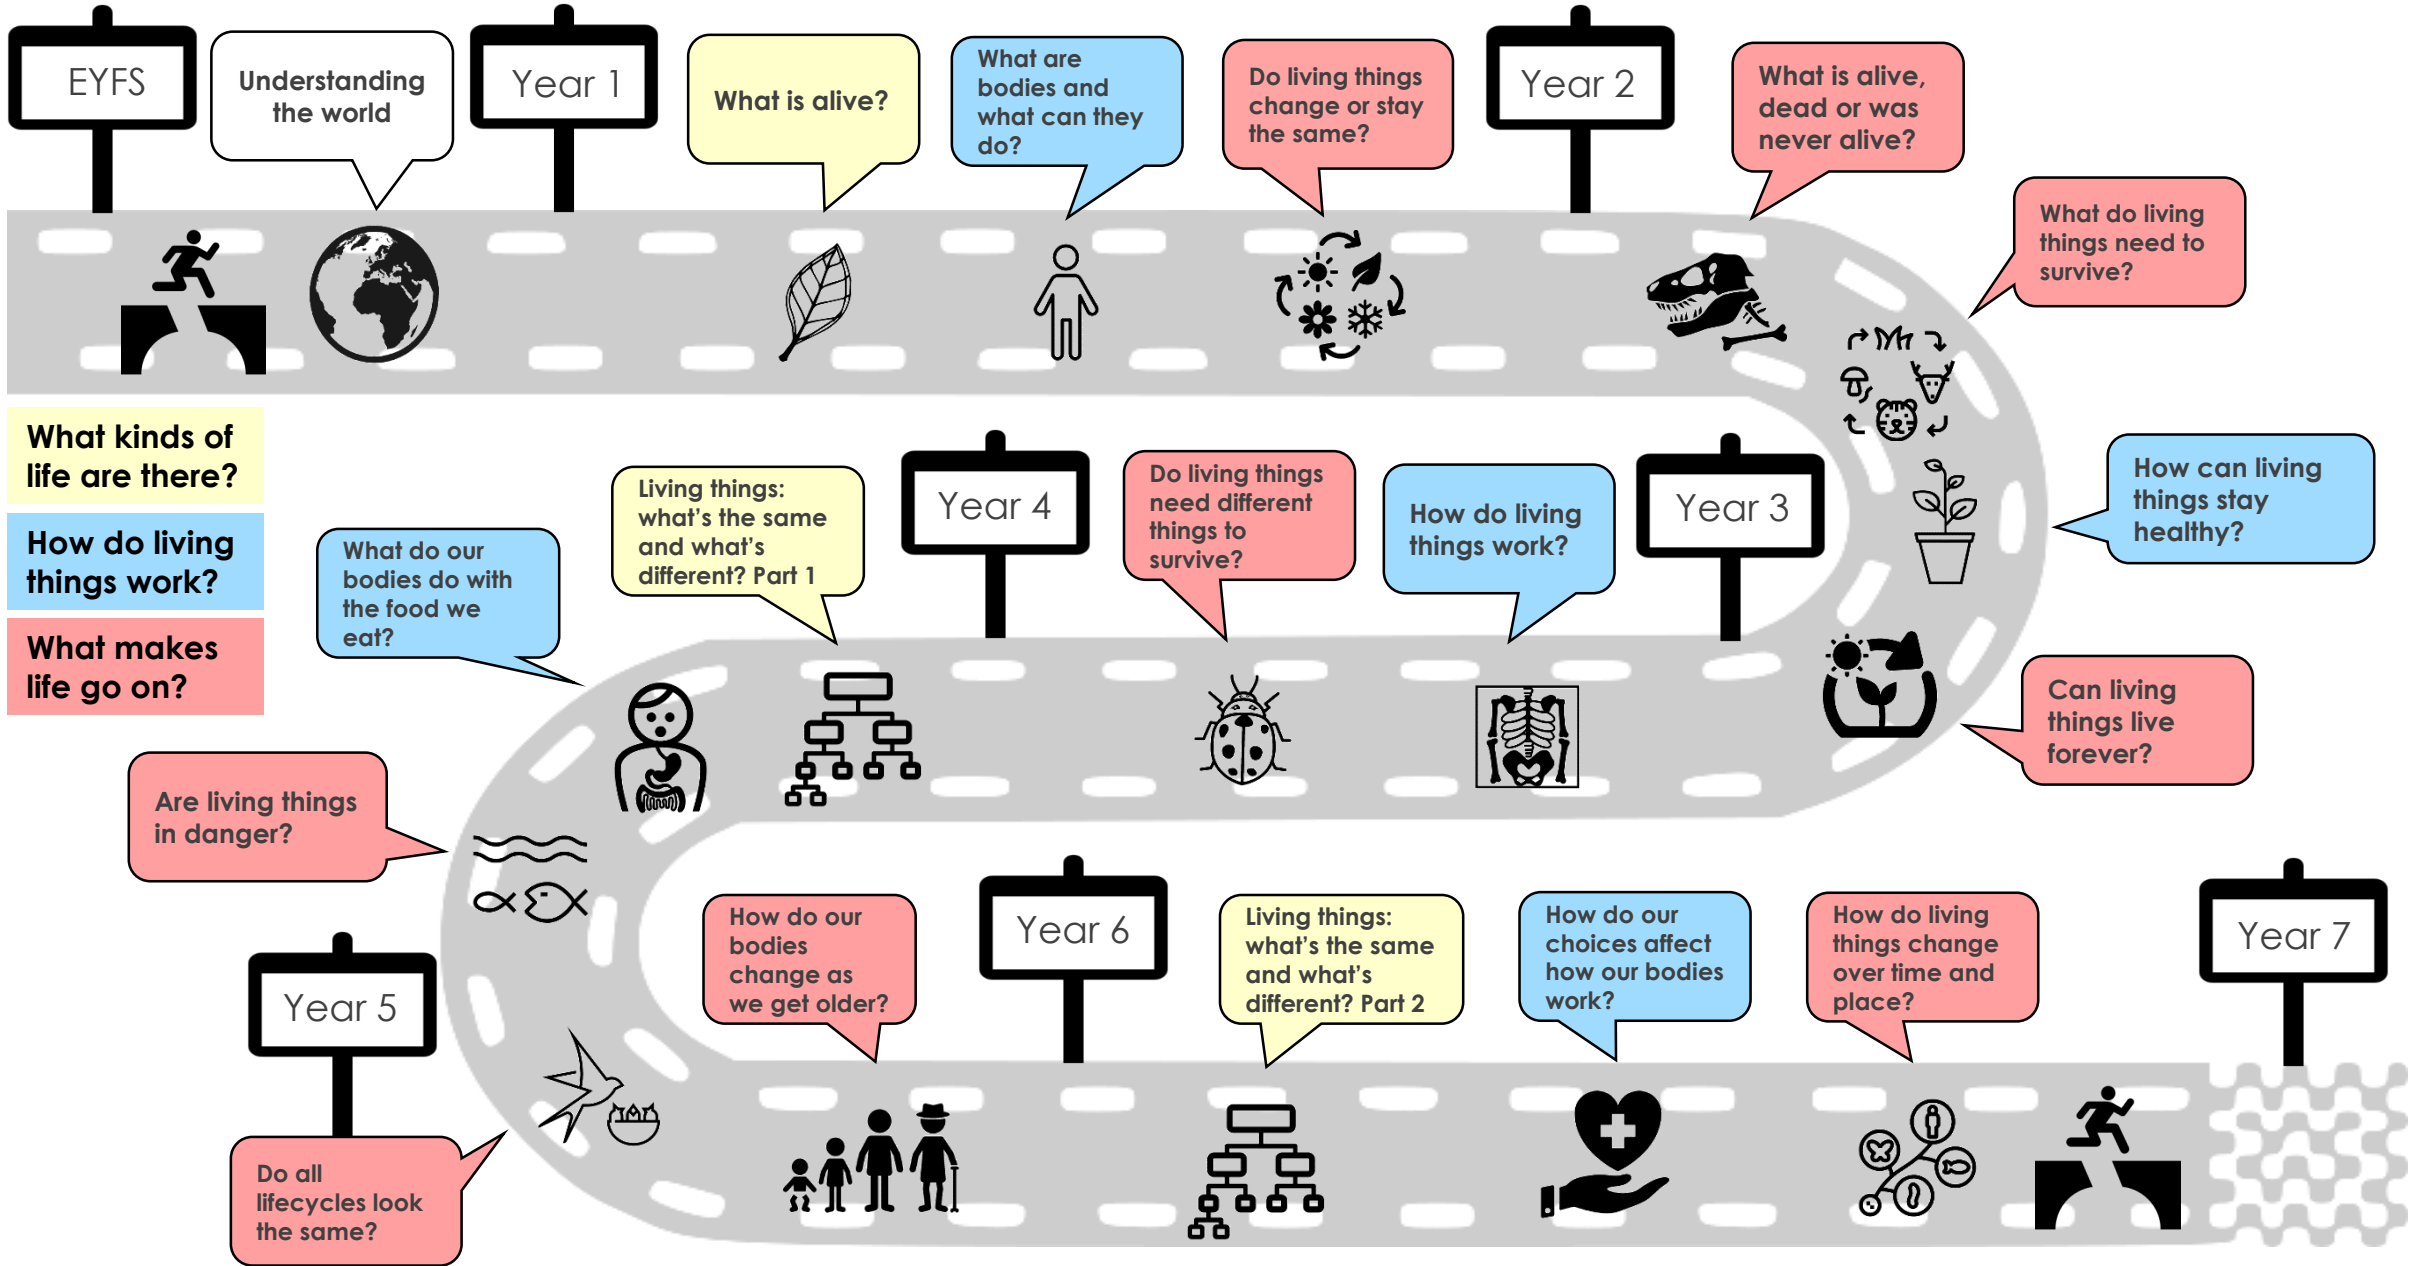 EYFS
Understanding
the world
Year 1
What is alive?
What are
bodies and
what can they
do?
Do living things
change or stay
the same?
Year 2
What is alive,
dead or was
never alive?
What do living
things need to
survive?
What kinds of
life are there?
How do living
things work?
What makes
life go on?
How can living
things stay
healthy?
Can living
things live
forever?
Year 3
How do living
things work?
Do living things
need different
things to
survive?
Year 4
Living things:
what's the same
and what's
different? Part 1
What do our
bodies do with
the food we
eat?
Are living things
in danger?
Year 5
Do all
lifecycles look
the same?
How do our
bodies
change as
we get older?
Year 6
Living things:
what's the same
and what's
different? Part 2
How do our
choices affect
how our bodies
work?
How do living
things change
over time and
place?
Year 7